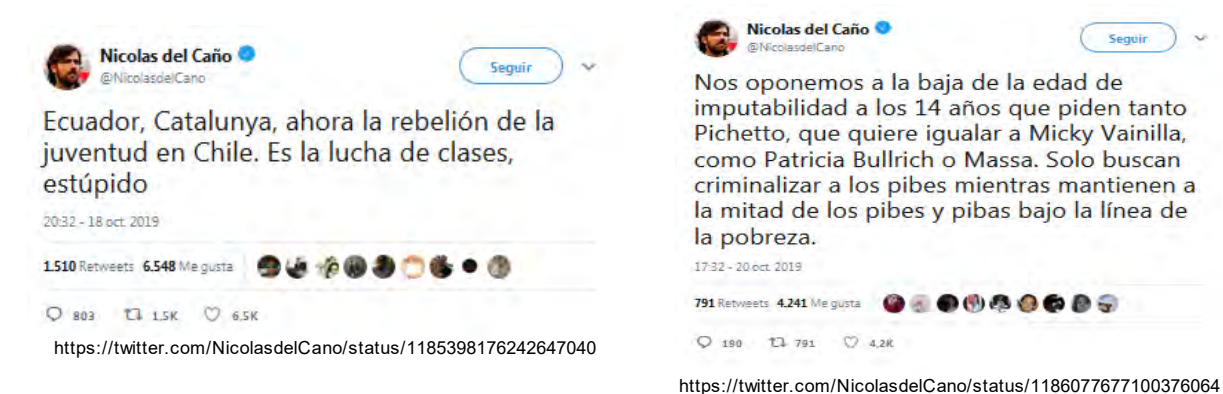 Nicolas del Caño
@NicolasdelCano
Seguir
Ecuador, Catalunya, ahora la rebelión de la
juventud en Chile. Es la lucha de clases,
estúpido
20:32 - 18 oct. 2019
1.510 Retweets 6.548 Me gusta
803 1,5K 6,5K
https://twitter.com/NicolasdelCano/status/1185398176242647040
Nicolas del Caño
@NicolasdelCano
Seguir
Nos oponemos a la baja de la edad de
imputabilidad a los 14 años que piden tanto
Pichetto, que quiere igualar a Micky Vainilla,
como Patricia Bullrich o Massa. Solo buscan
criminalizar a los pibes mientras mantienen a
la mitad de los pibes y pibas bajo la línea de
la pobreza.
17:32 - 20 oct. 2019
791 Retweets 4.241 Me gusta
190 791 4,2K
https://twitter.com/NicolasdelCano/status/1186077677100376064